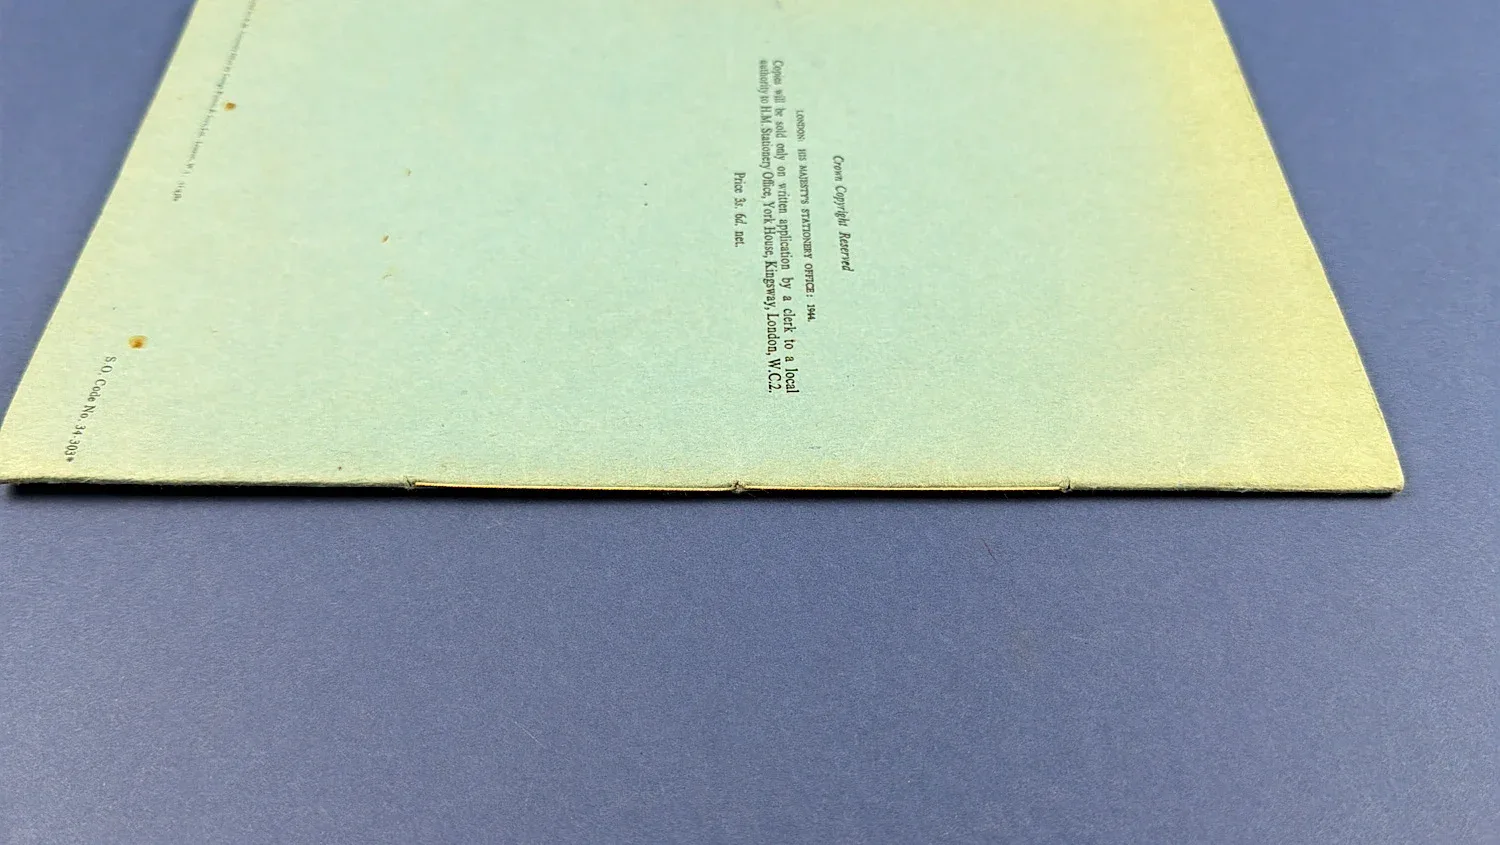 Crown Copyright Reserved
LONDON: HIS MAJESTY'S STATIONERY OFFICE: 1944.
Copies will be sold only on written application by a clerk to a local
authority to H.M. Stationery Office, York House, Kingsway, London, W.C.2.
Price 3s. 6d. net.
London, W.1.
S.O. Code No. 34-303*